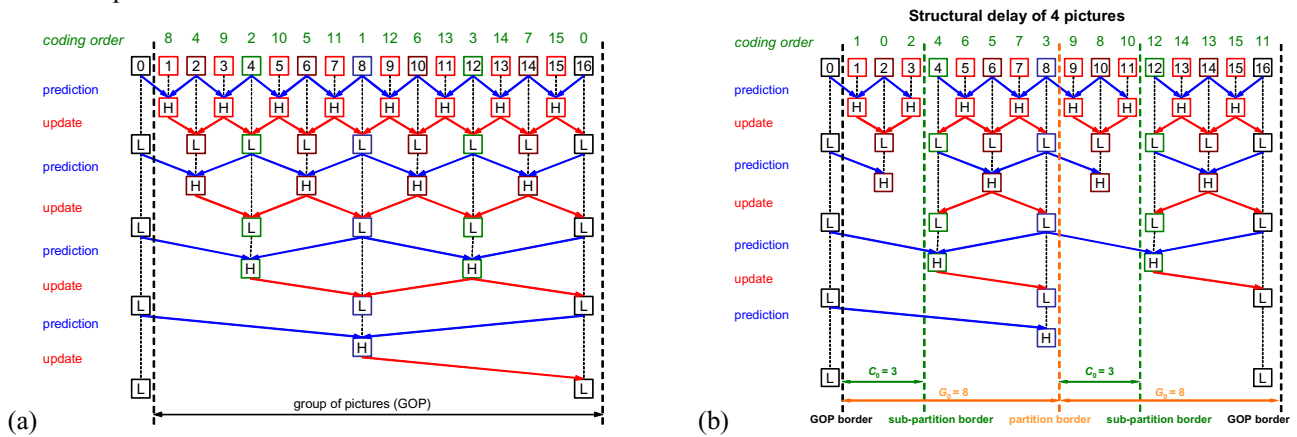 coding order 8 4 9 2 10 5 11 1 12 6 13 3 14 7 15 0
0 1 2 3 4 5 6 7 8 9 10 11 12 13 14 15 16
prediction
H H H H H H H H
update
L L L L L L L L L
prediction
H H H H
update
L L L L L
prediction
H H
update
L L L
prediction
H
update
L L
group of pictures (GOP)
(a)
Structural delay of 4 pictures
coding order 1 0 2 4 6 5 7 3 9 8 10 12 14 13 15 11
0 1 2 3 4 5 6 7 8 9 10 11 12 13 14 15 16
prediction
H H H H H H H H
update
L L L L L L L L L
prediction
H H H H
update
L L L L L
prediction
H H
update
L L L
prediction
H
L L
C₀ = 3 C₀ = 3
G₀ = 8 G₀ = 8
GOP border sub-partition border partition border sub-partition border GOP border
(b)